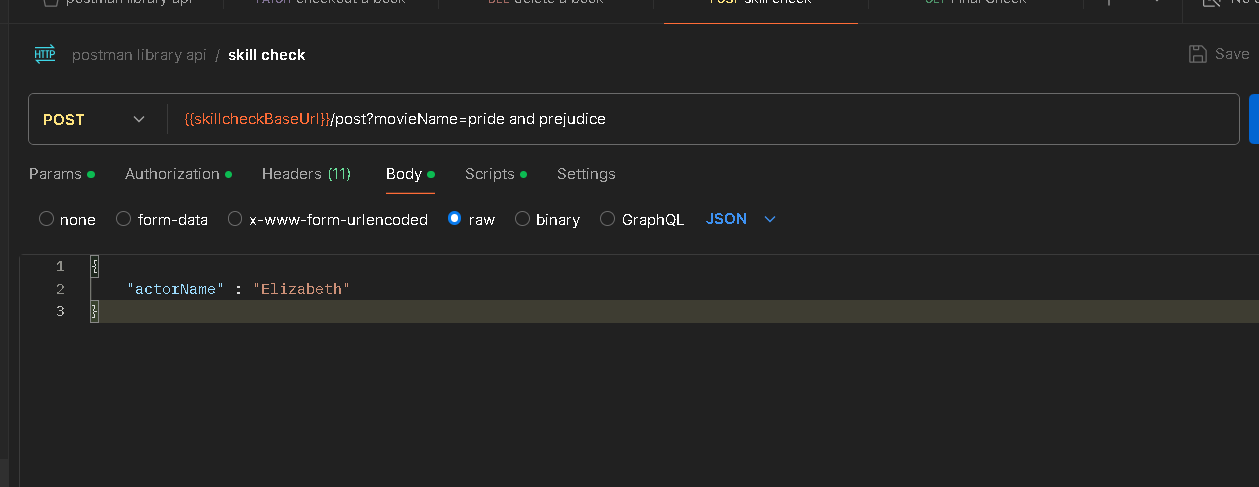 postman library api PATCH checkout a book DEL delete a book POST skill check GET Final Check
HTTP postman library api / skill check Save
POST {{skillcheckBaseUrl}}/post?movieName=pride and prejudice
Params Authorization Headers (11) Body Scripts Settings
none form-data x-www-form-urlencoded raw binary GraphQL JSON
1 {
2 "actorName" : "Elizabeth"
3 }